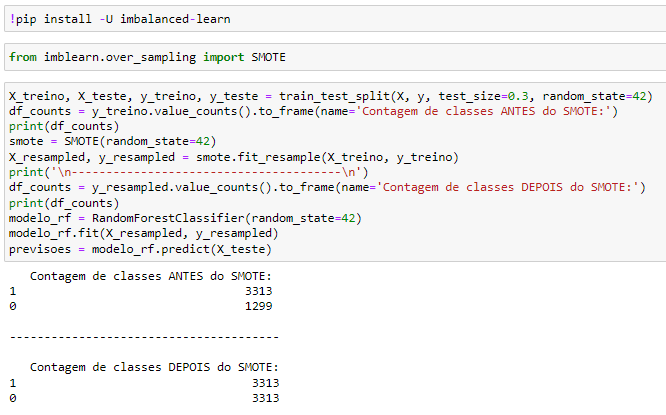 !pip install -U imbalanced-learn
from imblearn.over_sampling import SMOTE
X_treino, X_teste, y_treino, y_teste = train_test_split(X, y, test_size=0.3, random_state=42)
df_counts = y_treino.value_counts().to_frame(name='Contagem de classes ANTES do SMOTE:')
print(df_counts)
smote = SMOTE(random_state=42)
X_resampled, y_resampled = smote.fit_resample(X_treino, y_treino)
print('\n---------------------------------------\n')
df_counts = y_resampled.value_counts().to_frame(name='Contagem de classes DEPOIS do SMOTE:')
print(df_counts)
modelo_rf = RandomForestClassifier(random_state=42)
modelo_rf.fit(X_resampled, y_resampled)
previsoes = modelo_rf.predict(X_teste)
Contagem de classes ANTES do SMOTE:
1 3313
0 1299
---------------------------------------
Contagem de classes DEPOIS do SMOTE:
1 3313
0 3313